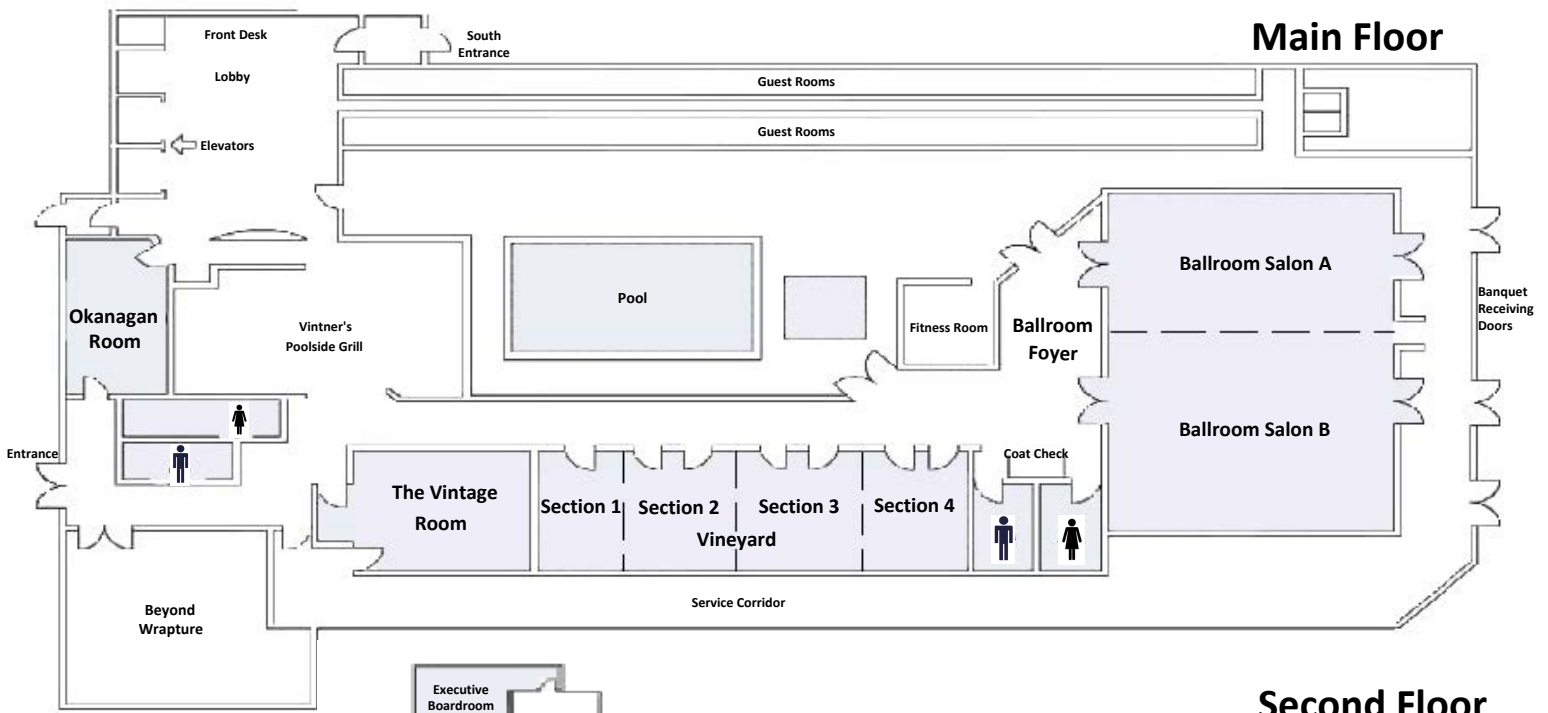 Main Floor
Front Desk
South
Entrance
Lobby
Guest Rooms
Guest Rooms
Elevators
Ballroom Salon A
Pool
Banquet
Receiving
Doors
Okanagan
Room
Vintner's
Poolside Grill
Fitness Room
Ballroom
Foyer
Ballroom Salon B
Entrance
Coat Check
The Vintage
Room
Section 1
Section 2
Section 3
Section 4
Vineyard
Service Corridor
Beyond
Wrapture
Executive
Boardroom
Second Floor